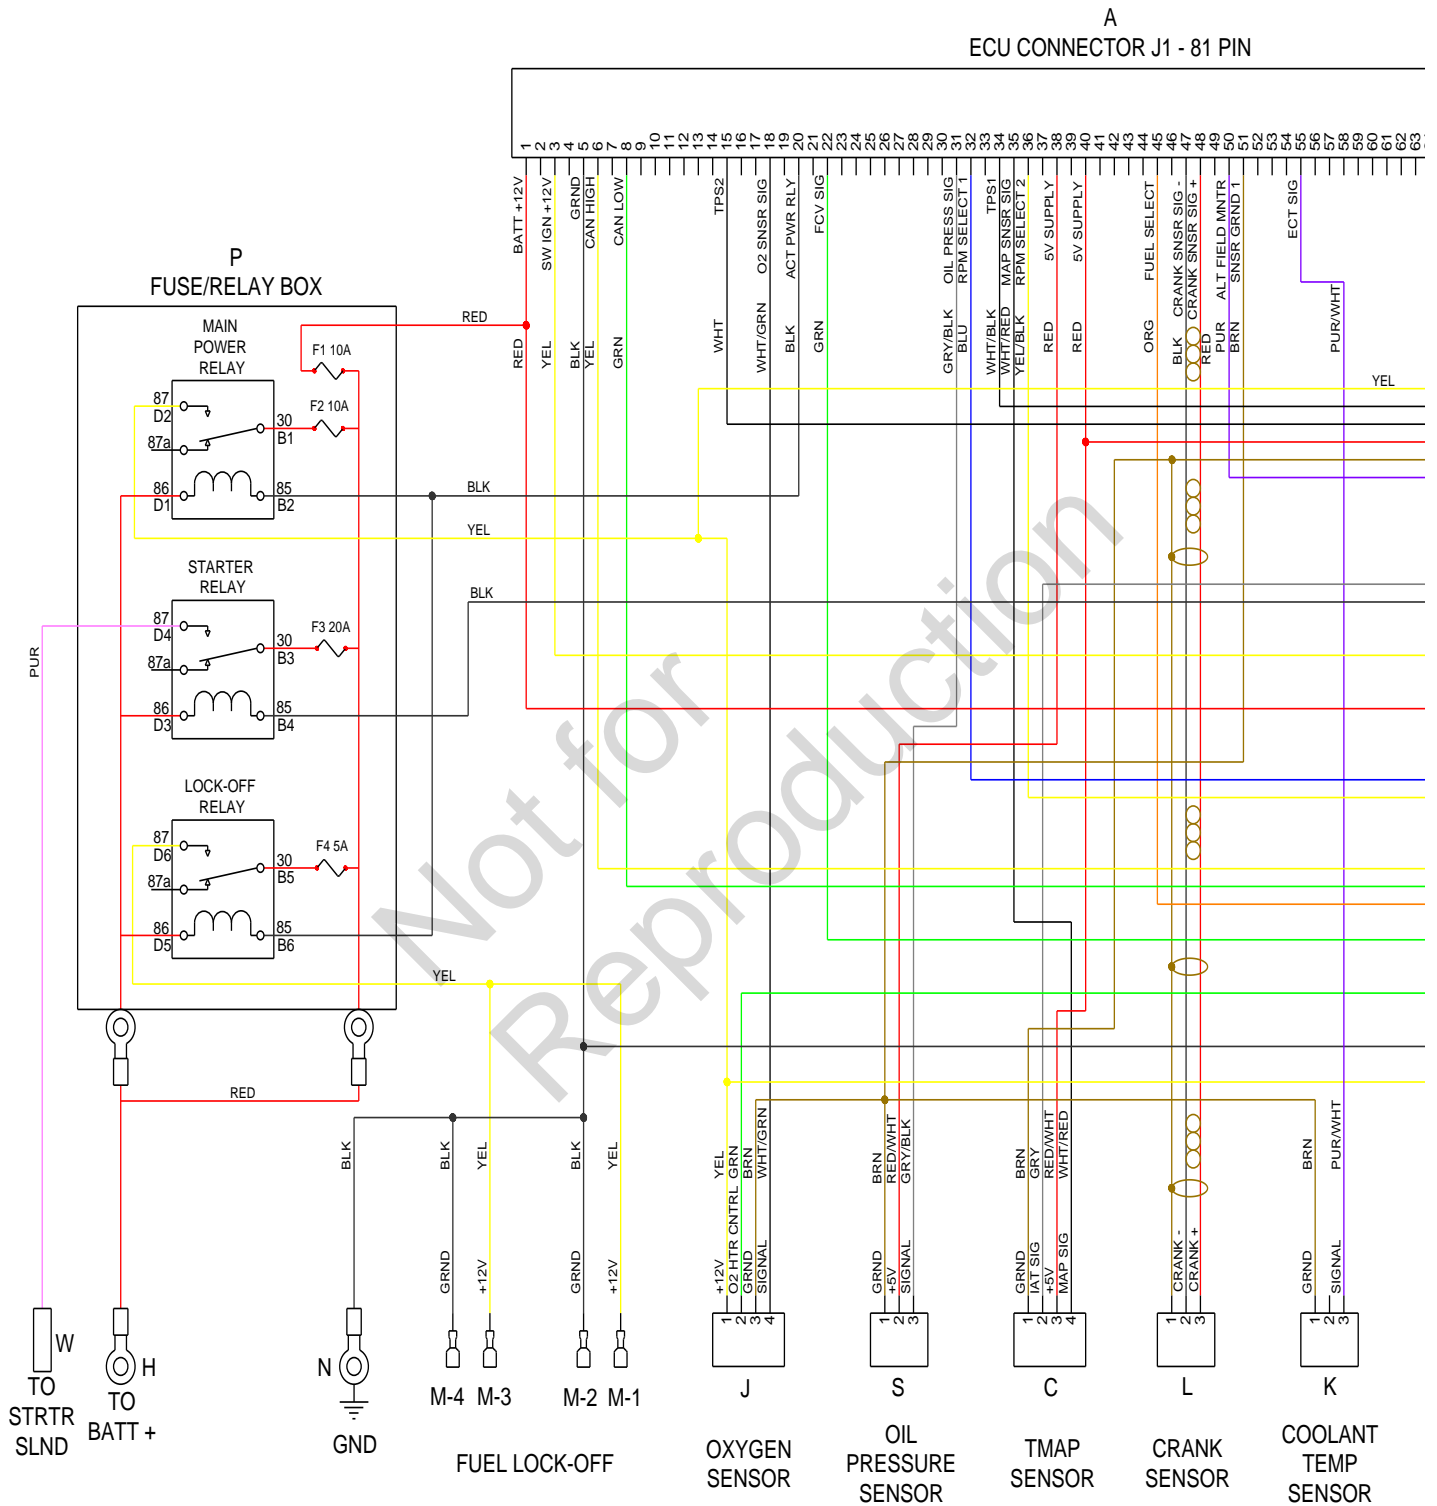 A
ECU CONNECTOR J1 - 81 PIN
1 2 3 4 5 6 7 8 9 10 11 12 13 14 15 16 17 18 19 20 21 22 23 24 25 26 27 28 29 30 31 32 33 34 35 36 37 38 39 40 41 42 43 44 45 46 47 48 49 50 51 52 53 54 55 56 57 58 59 60 61 62 63
BATT +12V
SW IGN +12V
GRND
CAN HIGH
CAN LOW
TPS2
O2 SNSR SIG
ACT PWR RLY
FCV SIG
OIL PRESS SIG
RPM SELECT 1
TPS1
MAP SNSR SIG
RPM SELECT 2
5V SUPPLY
5V SUPPLY
FUEL SELECT
CRANK SNSR SIG -
CRANK SNSR SIG +
ALT FIELD MNTR
SNSR GRND 1
ECT SIG
RED
YEL
BLK
YEL
GRN
WHT
WHT/GRN
BLK
GRN
GRY/BLK
BLU
WHT/BLK
WHT/RED
YEL/BLK
RED
RED
ORG
BLK
RED
PUR
BRN
PUR/WHT
P
FUSE/RELAY BOX
RED
MAIN
POWER
RELAY
F1 10A
F2 10A
87
D2
87a
30
B1
86
D1
85
B2
YEL
BLK
YEL
STARTER
RELAY
BLK
F3 20A
87
D4
87a
30
B3
86
D3
85
B4
PUR
LOCK-OFF
RELAY
F4 5A
87
D6
87a
30
B5
86
D5
85
B6
YEL
RED
Not for
Reproduction
BLK
BLK
YEL
BLK
YEL
YEL
GRN
BRN
WHT/GRN
BRN
RED/WHT
GRY/BLK
BRN
GRY
RED/WHT
WHT/RED
BRN
PUR/WHT
GRND
+12V
GRND
+12V
+12V
O2 HTR CNTRL
GRND
SIGNAL
GRND
+5V
SIGNAL
GRND
IAT SIG
+5V
MAP SIG
CRANK -
CRANK +
GRND
SIGNAL
1 2 3 4
1 2 3
1 2 3 4
1 2 3
1 2 3
W
TO
STRTR
SLND
H
TO
BATT +
N
GND
M-4 M-3 M-2 M-1
FUEL LOCK-OFF
J
OXYGEN
SENSOR
S
OIL
PRESSURE
SENSOR
C
TMAP
SENSOR
L
CRANK
SENSOR
K
COOLANT
TEMP
SENSOR